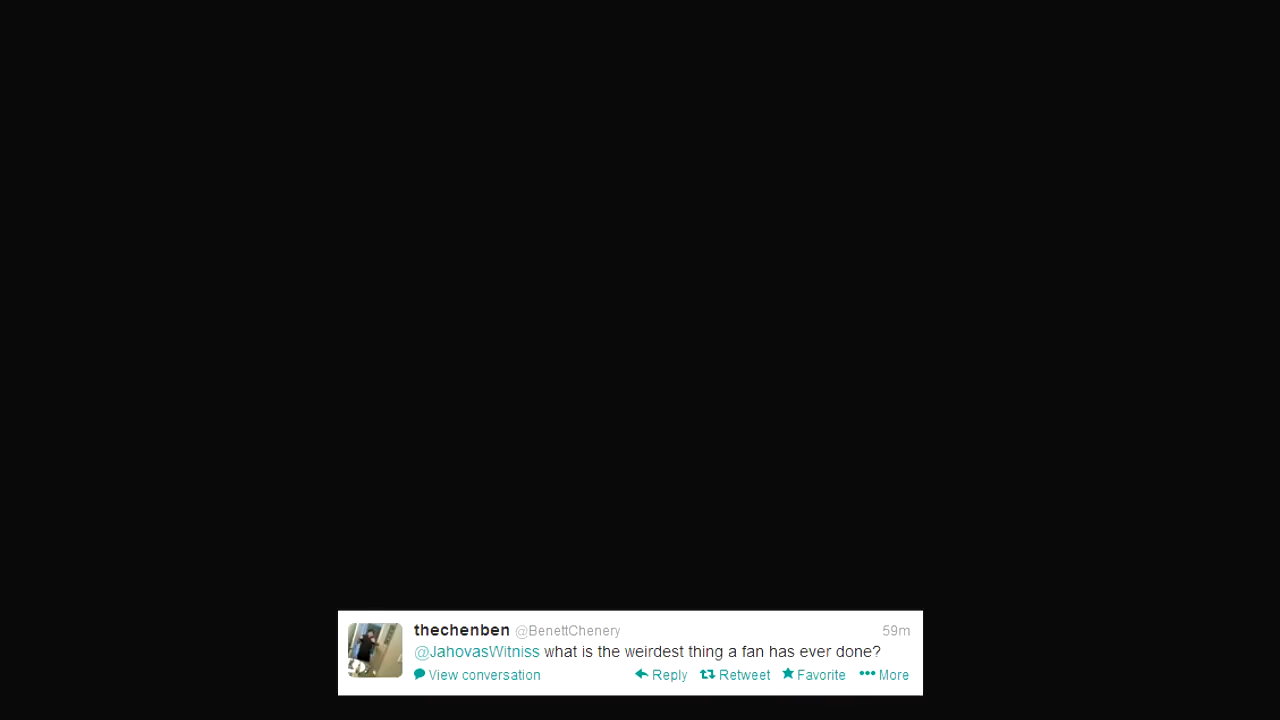 thechenben @BenettChenery 59m
@JahovasWitniss what is the weirdest thing a fan has ever done?
View conversation Reply Retweet Favorite More